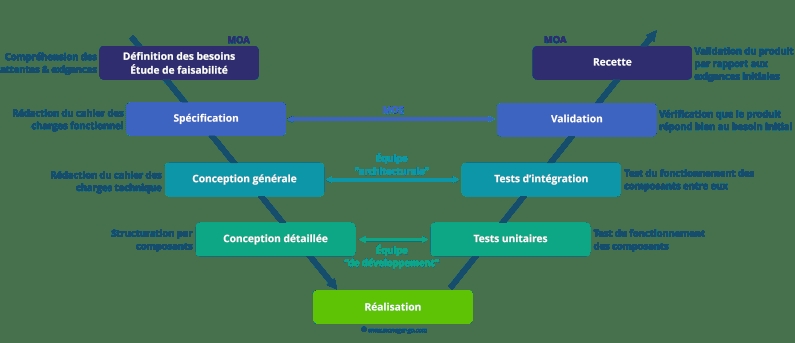 MOA
MOA
Compréhension des
attentes & exigences
Définition des besoins
Étude de faisabilité
Recette
Validation du produit
par rapport aux
exigences initiales
Rédaction du cahier des
charges fonctionnel
Spécification
Validation
Vérification que le produit
répond bien au besoin initial
Équipe
"architecturale"
Rédaction du cahier des
charges technique
Conception générale
Tests d'intégration
Test du fonctionnement des
composants entre eux
Structuration par
composants
Conception détaillée
Tests unitaires
Test de fonctionnement
des composants
Équipe
"de développement"
Réalisation